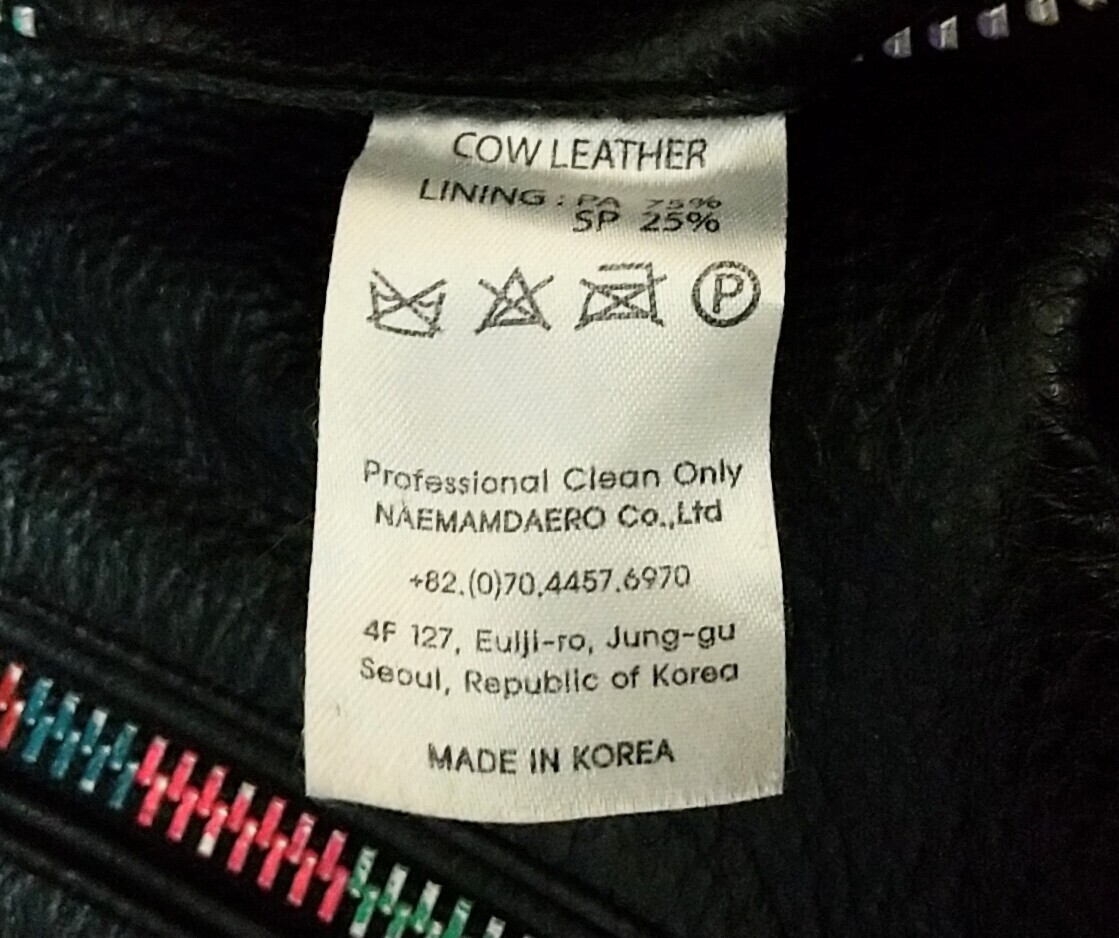 COW LEATHER
LINING : PA 75%
SP 25%
P
Professional Clean Only
NAEMAMDAERO Co.,Ltd
+82.(0)70.4457.6970
4F 127, Eulji-ro, Jung-gu
Seoul, Republic of Korea
MADE IN KOREA